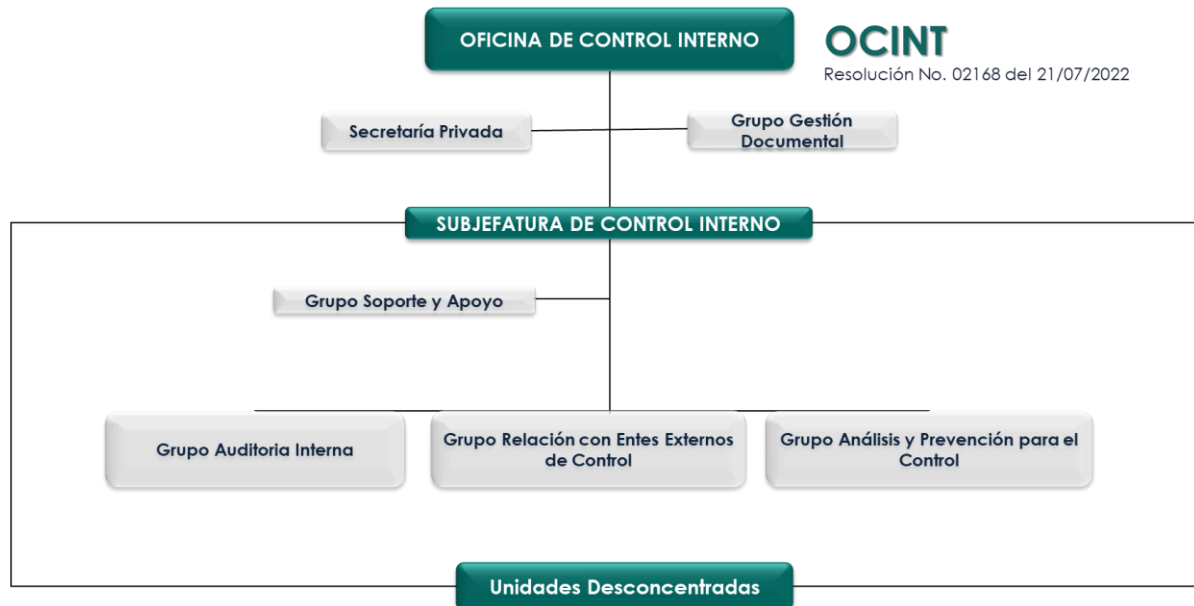 OFICINA DE CONTROL INTERNO
OCINT
Resolución No. 02168 del 21/07/2022
Secretaría Privada
Grupo Gestión
Documental
SUBJEFATURA DE CONTROL INTERNO
Grupo Soporte y Apoyo
Grupo Auditoria Interna
Grupo Relación con Entes Externos
de Control
Grupo Análisis y Prevención para el
Control
Unidades Desconcentradas